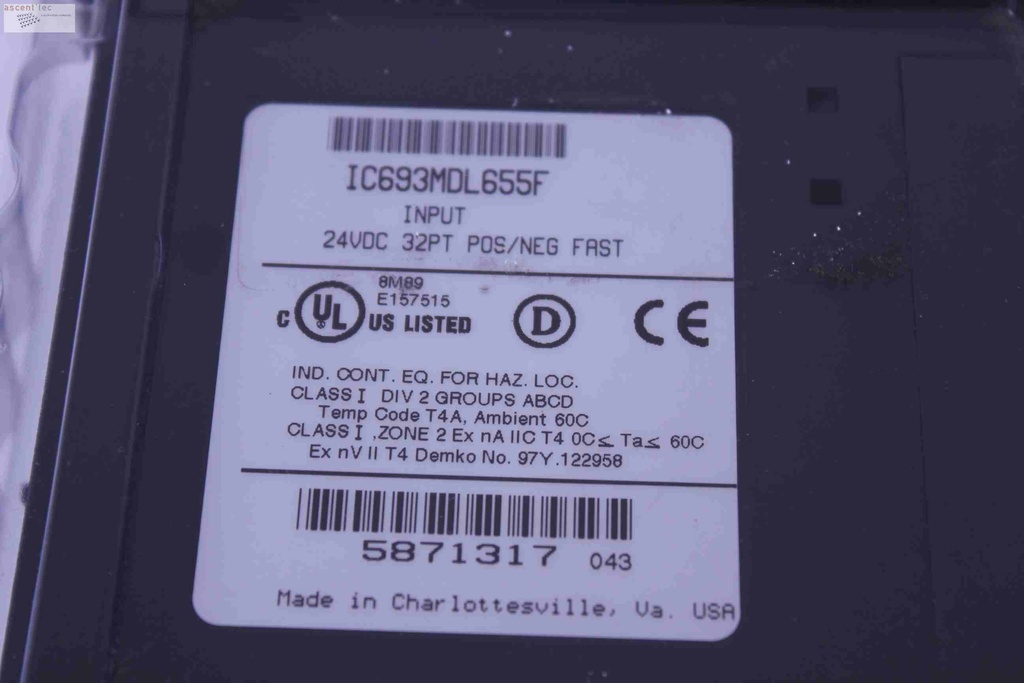 ascent tec
IC693MDL655F
INPUT
24VDC 32PT POS/NEG FAST
8M89
E157515
C UL US LISTED
D
CE
IND. CONT. EQ. FOR HAZ. LOC.
CLASS I DIV 2 GROUPS ABCD
Temp Code T4A, Ambient 60C
CLASS I ,ZONE 2 Ex nA IIC T4 0C≤ Ta≤ 60C
Ex nV II T4 Demko No. 97Y.122958
5871317 043
Made in Charlottesville, Va. USA